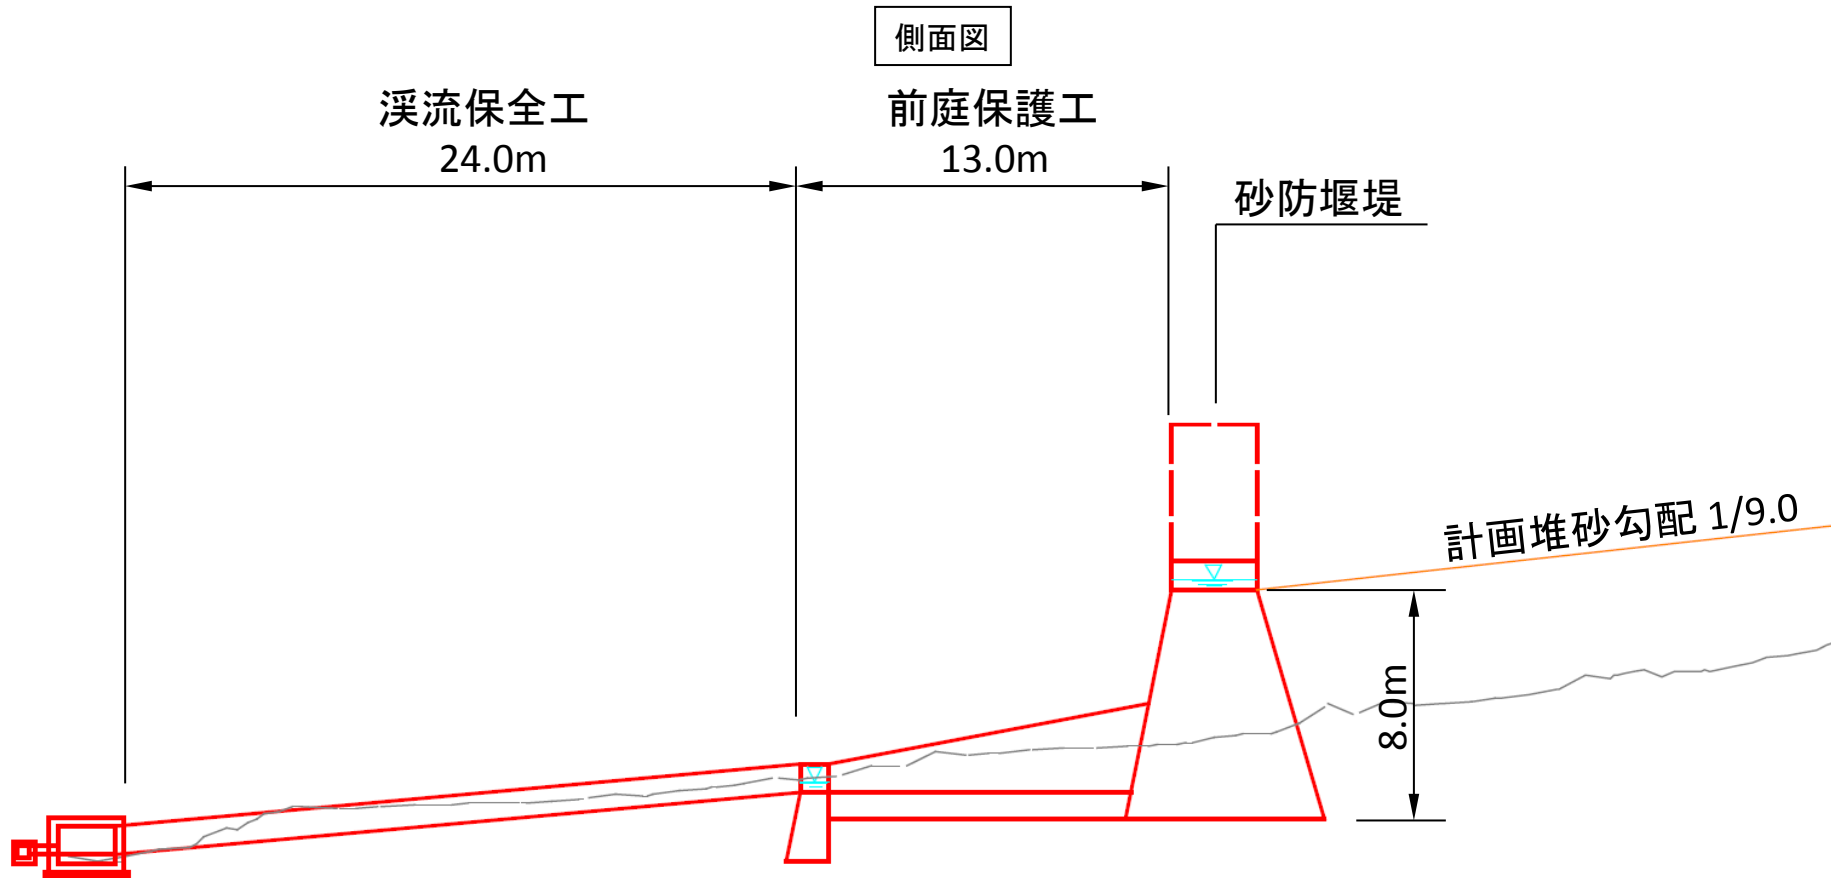 側面図
渓流保全工
24.0m
前庭保護工
13.0m
砂防堰堤
計画堆砂勾配 1/9.0
8.0m